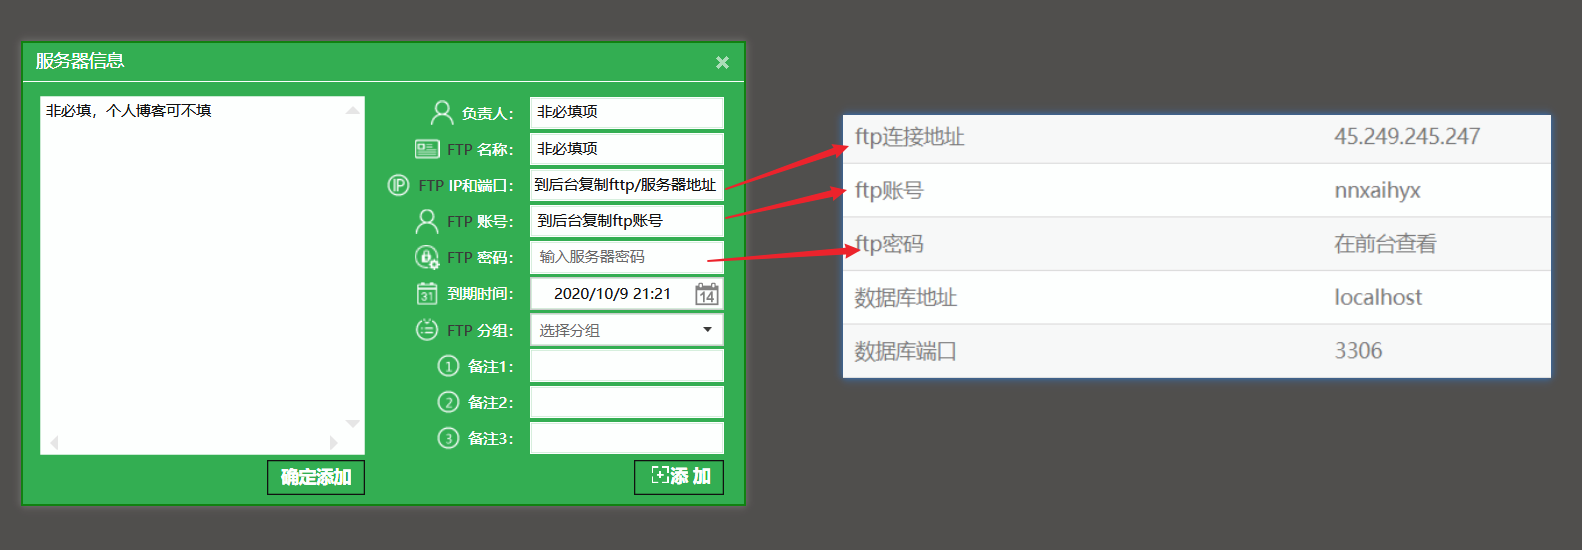 服务器信息
非必填，个人博客可不填
负责人：
非必填项
FTP 名称：
非必填项
FTP IP和端口：
到后台复制fttp/服务器地址
FTP 账号：
到后台复制ftp账号
FTP 密码：
输入服务器密码
到期时间：
2020/10/9 21:21
14
31
FTP 分组：
选择分组
1 备注1：
2 备注2：
3 备注3：
确定添加
添 加
IP
ftp连接地址 45.249.245.247
ftp账号 nnxaihyx
ftp密码 在前台查看
数据库地址 localhost
数据库端口 3306